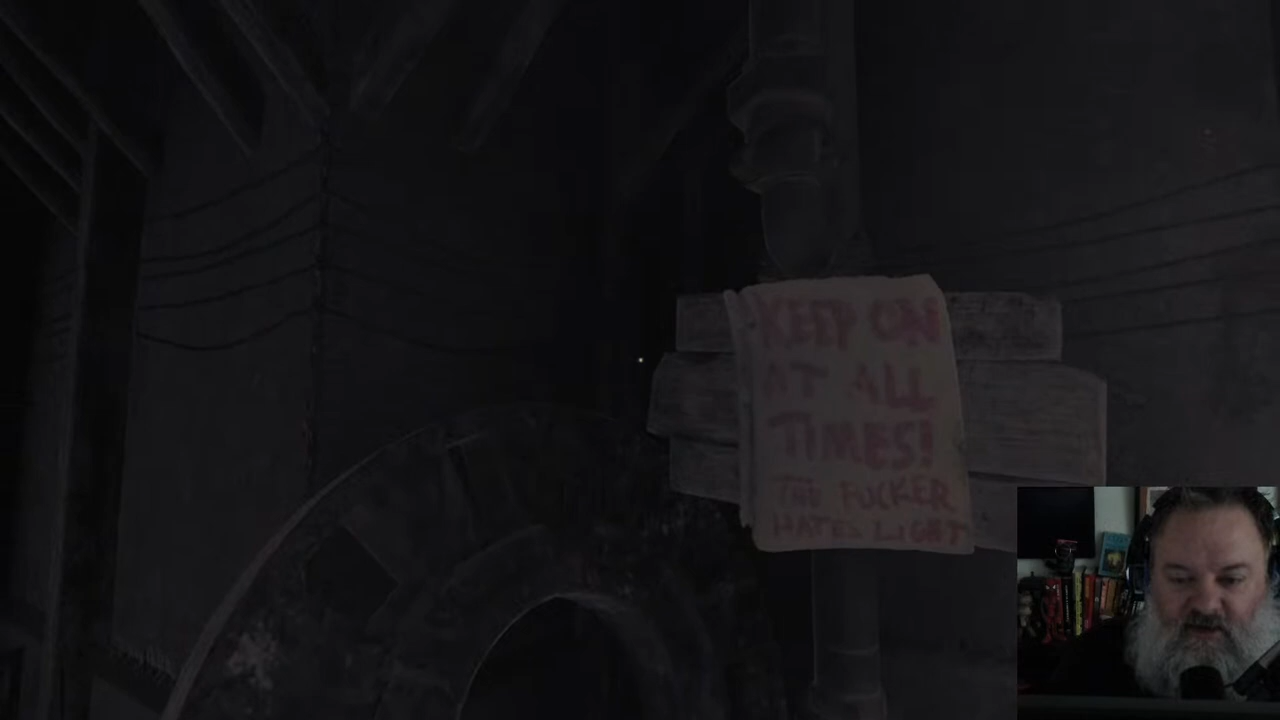 KEEP ON
AT ALL
TIMES!
THE FUCKER
HATES LIGHT